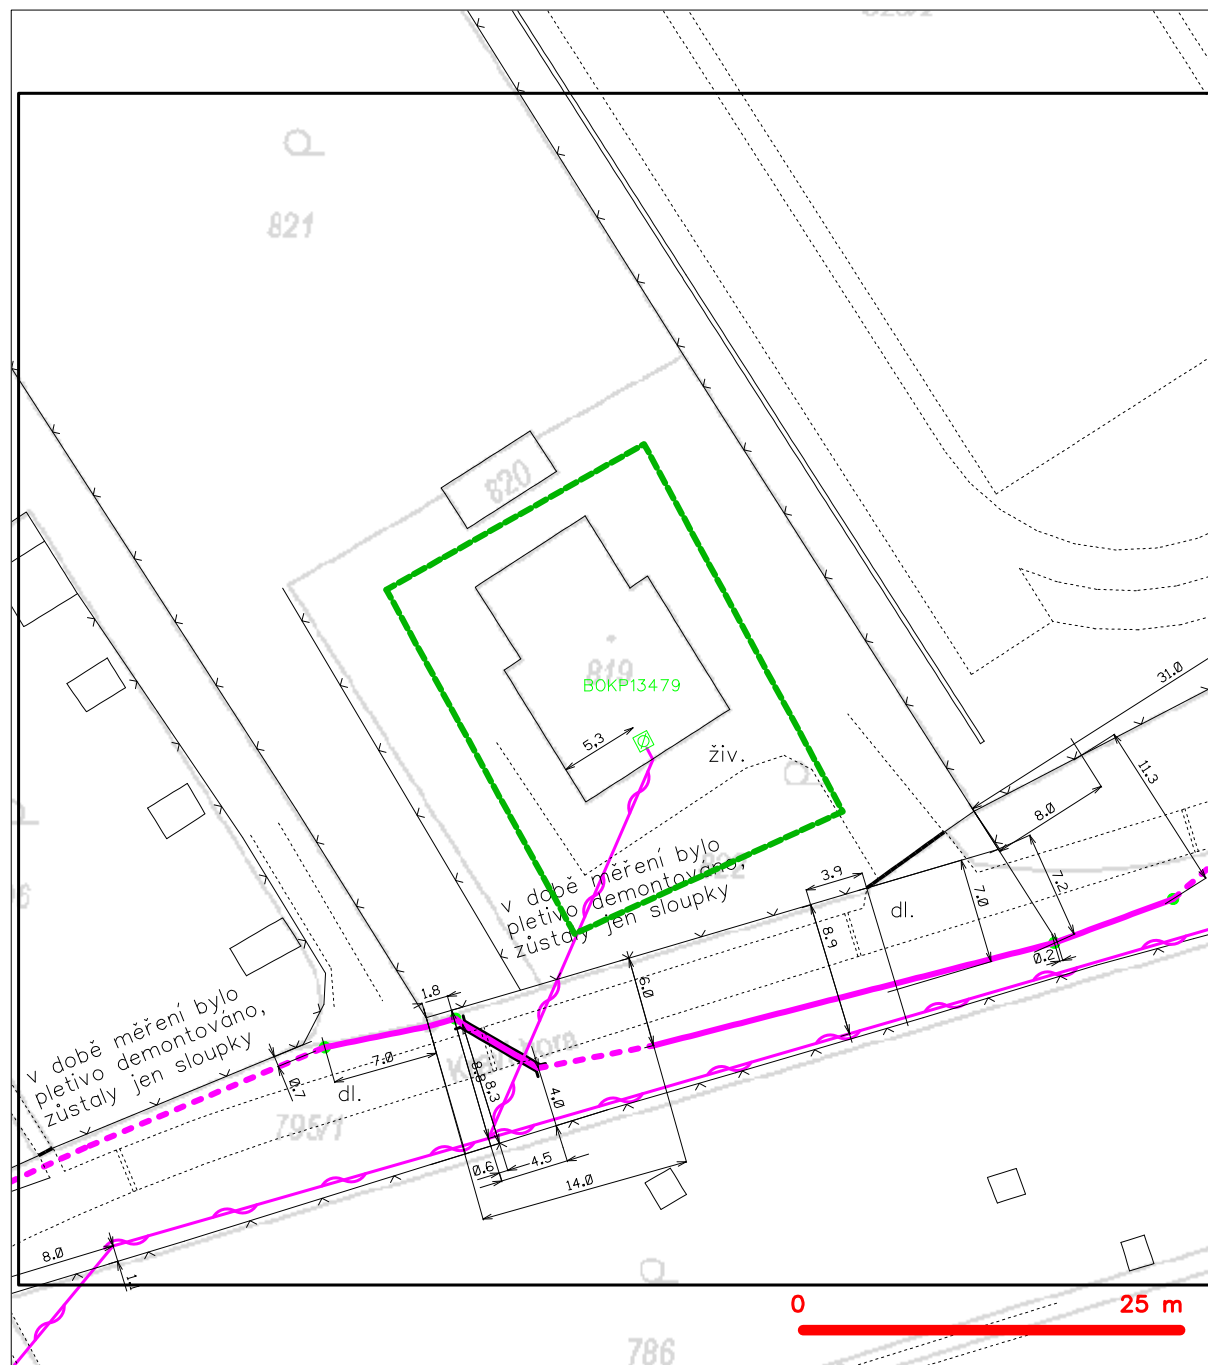 821
820
819
BOKP13479
5,3
živ.
31.0
11.3
8.0
v době měření bylo
pletivo demontováno,
zůstaly jen sloupky
3.9
7.2
7.0
dl.
8.9
0.2
6.0
1.8
v době měření bylo
pletivo demontováno,
zůstaly jen sloupky
7.0
0.7
dl.
8.8
8.3
4.0
795/1
0.6
4.5
14.0
8.0
1.1
0
25 m
786